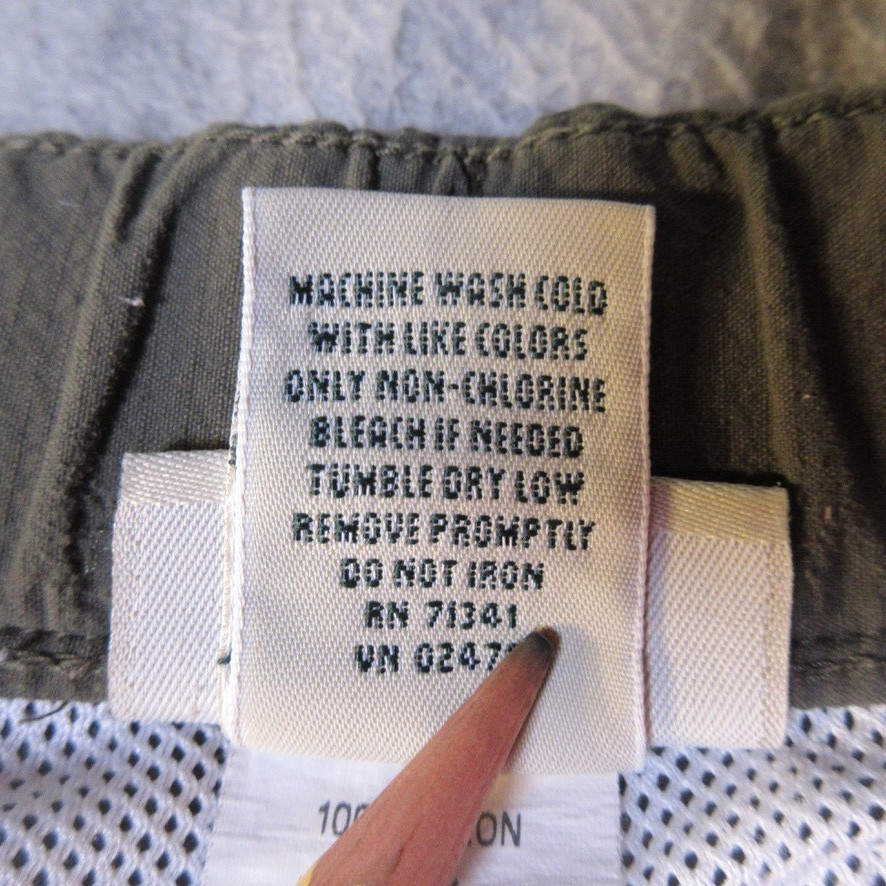 MACHINE WASH COLD
WITH LIKE COLORS
ONLY NON-CHLORINE
BLEACH IF NEEDED
TUMBLE DRY LOW
REMOVE PROMPTLY
DO NOT IRON
RN 71341
VN